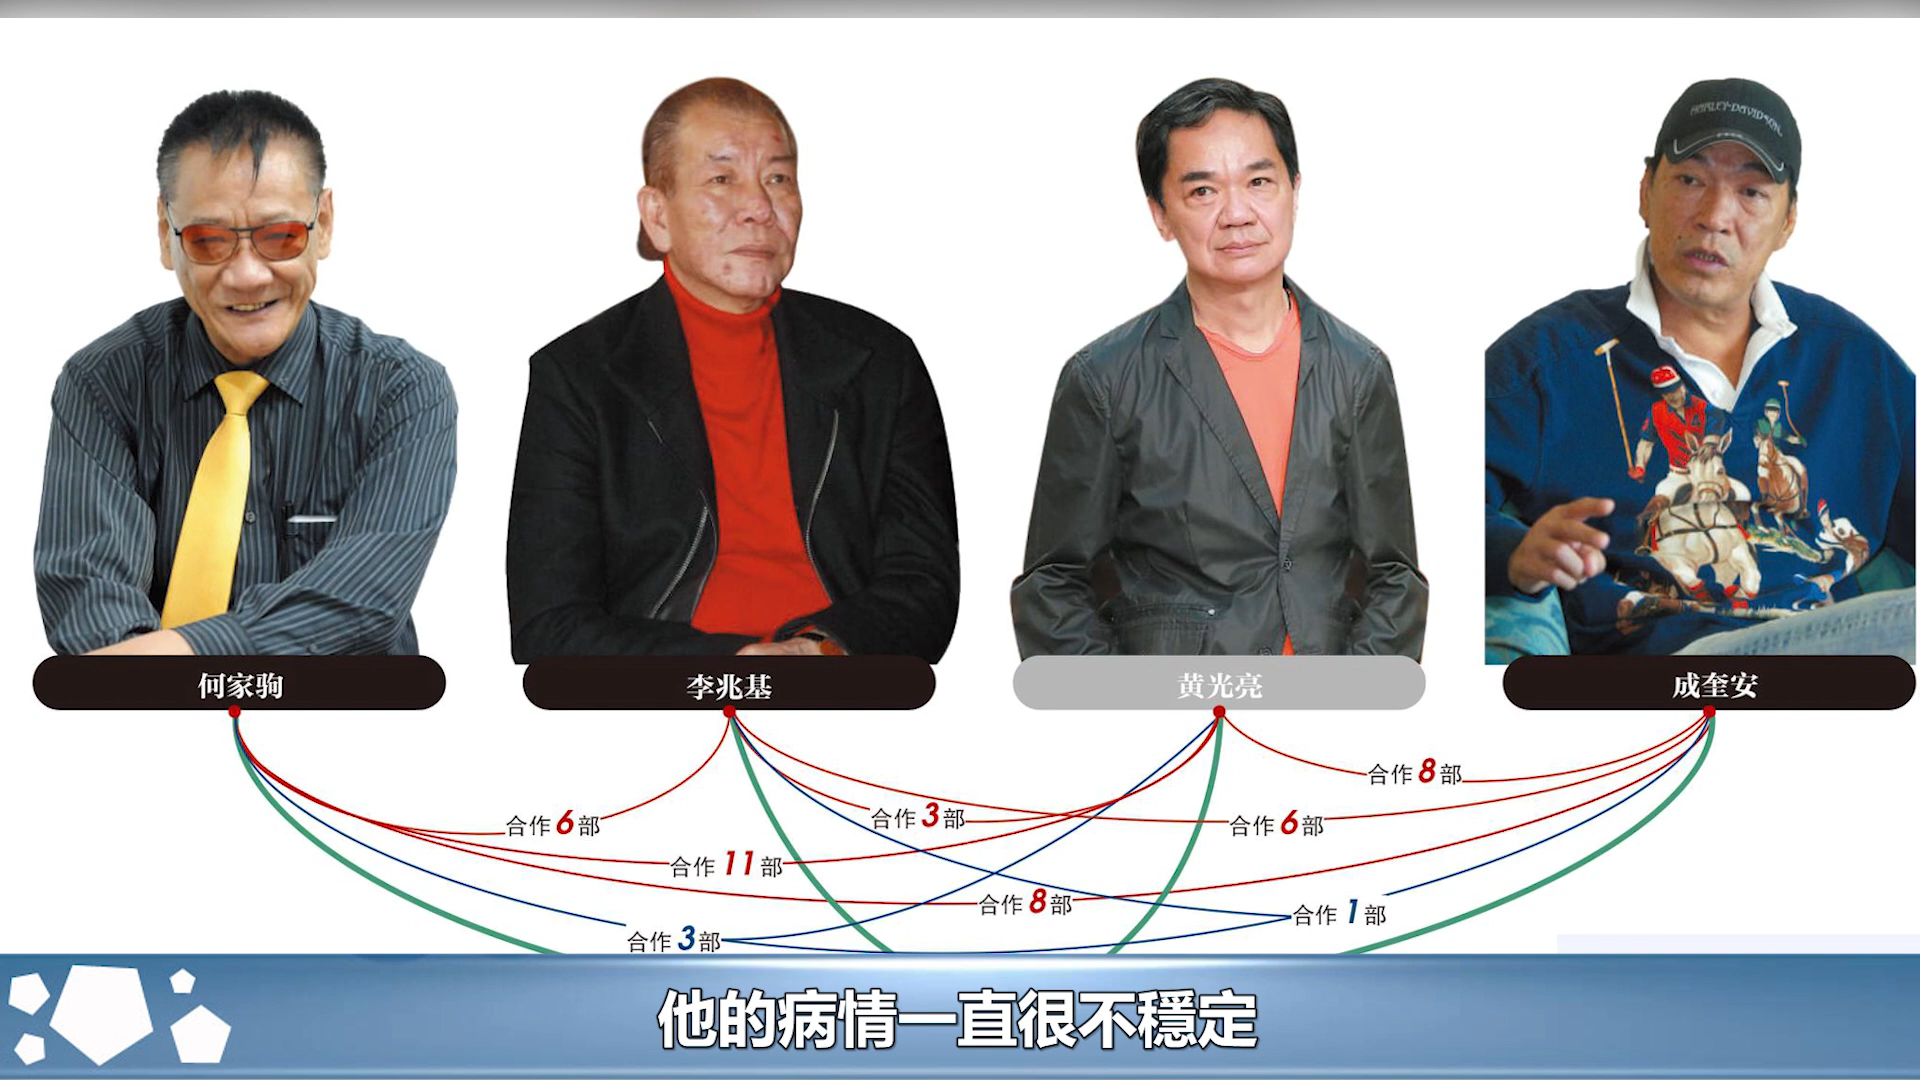 HARLEY-DAVIDSON
何家驹
李兆基
黄光亮
成奎安
合作8部
合作6部
合作3部
合作6部
合作11部
合作8部
合作1部
合作3部
他的病情一直很不穩定